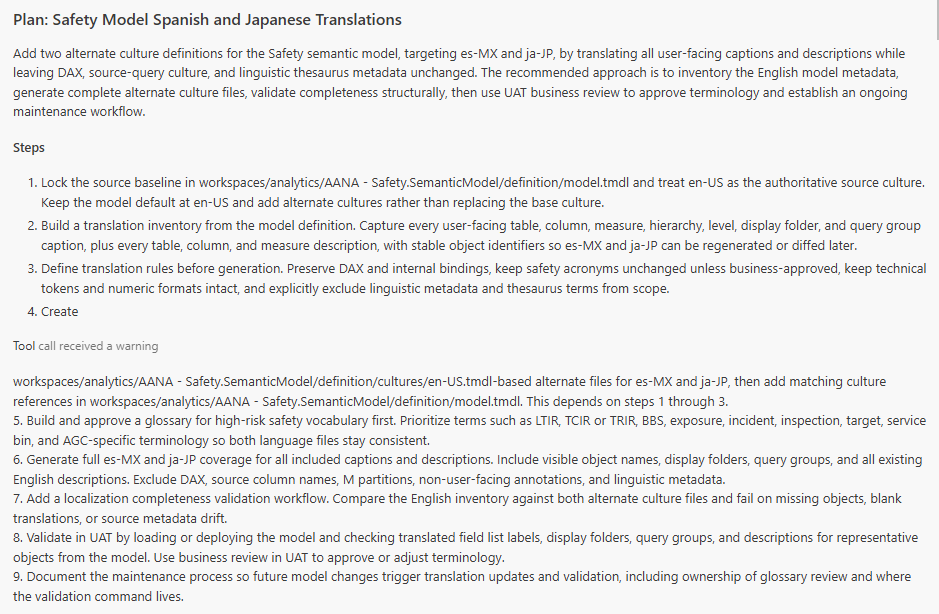 Plan: Safety Model Spanish and Japanese Translations
Add two alternate culture definitions for the Safety semantic model, targeting es-MX and ja-JP, by translating all user-facing captions and descriptions while
leaving DAX, source-query culture, and linguistic thesaurus metadata unchanged. The recommended approach is to inventory the English model metadata,
generate complete alternate culture files, validate completeness structurally, then use UAT business review to approve terminology and establish an ongoing
maintenance workflow.
Steps
1. Lock the source baseline in workspaces/analytics/AANA - Safety.SemanticModel/definition/model.tmdl and treat en-US as the authoritative source culture.
Keep the model default at en-US and add alternate cultures rather than replacing the base culture.
2. Build a translation inventory from the model definition. Capture every user-facing table, column, measure, hierarchy, level, display folder, and query group
caption, plus every table, column, and measure description, with stable object identifiers so es-MX and ja-JP can be regenerated or diffed later.
3. Define translation rules before generation. Preserve DAX and internal bindings, keep safety acronyms unchanged unless business-approved, keep technical
tokens and numeric formats intact, and explicitly exclude linguistic metadata and thesaurus terms from scope.
4. Create
Tool call received a warning
workspaces/analytics/AANA - Safety.SemanticModel/definition/cultures/en-US.tmdl-based alternate files for es-MX and ja-JP, then add matching culture
references in workspaces/analytics/AANA - Safety.SemanticModel/definition/model.tmdl. This depends on steps 1 through 3.
5. Build and approve a glossary for high-risk safety vocabulary first. Prioritize terms such as LTIR, TCIR or TRIR, BBS, exposure, incident, inspection, target, service
bin, and AGC-specific terminology so both language files stay consistent.
6. Generate full es-MX and ja-JP coverage for all included captions and descriptions. Include visible object names, display folders, query groups, and all existing
English descriptions. Exclude DAX, source column names, M partitions, non-user-facing annotations, and linguistic metadata.
7. Add a localization completeness validation workflow. Compare the English inventory against both alternate culture files and fail on missing objects, blank
translations, or source metadata drift.
8. Validate in UAT by loading or deploying the model and checking translated field list labels, display folders, query groups, and descriptions for representative
objects from the model. Use business review in UAT to approve or adjust terminology.
9. Document the maintenance process so future model changes trigger translation updates and validation, including ownership of glossary review and where
the validation command lives.